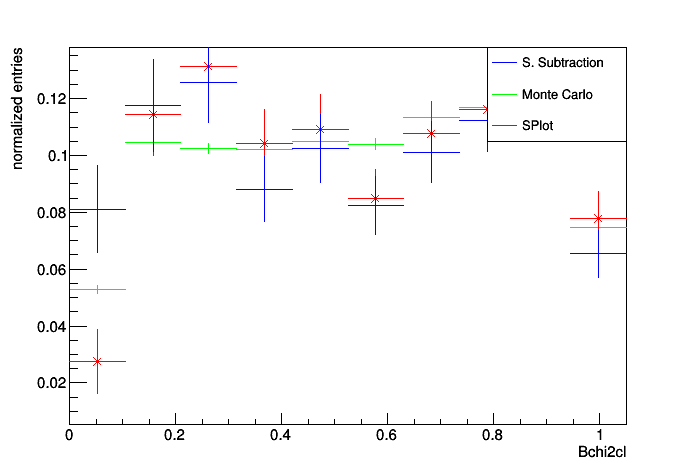 normalized entries
0.12
0.1
0.08
0.06
0.04
0.02
S. Subtraction
Monte Carlo
SPlot
0 0.2 0.4 0.6 0.8 1
Bchi2cl